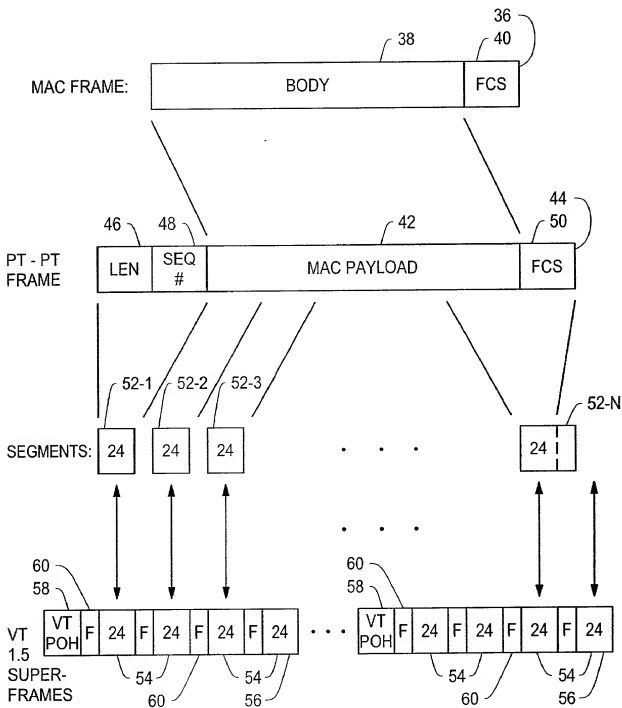 36
38
40
MAC FRAME:
BODY
FCS
44
46
48
42
50
PT - PT
FRAME
LEN
SEQ
#
MAC PAYLOAD
FCS
52-1
52-2
52-3
52-N
SEGMENTS:
24
24
24
24
. . .
. . .
60
58
60
58
VT
1.5
SUPER-
FRAMES
VT
POH
F
24
F
24
F
24
F
24
. . .
VT
POH
F
24
F
24
F
24
F
24
54
60
54
56
54
60
54
56